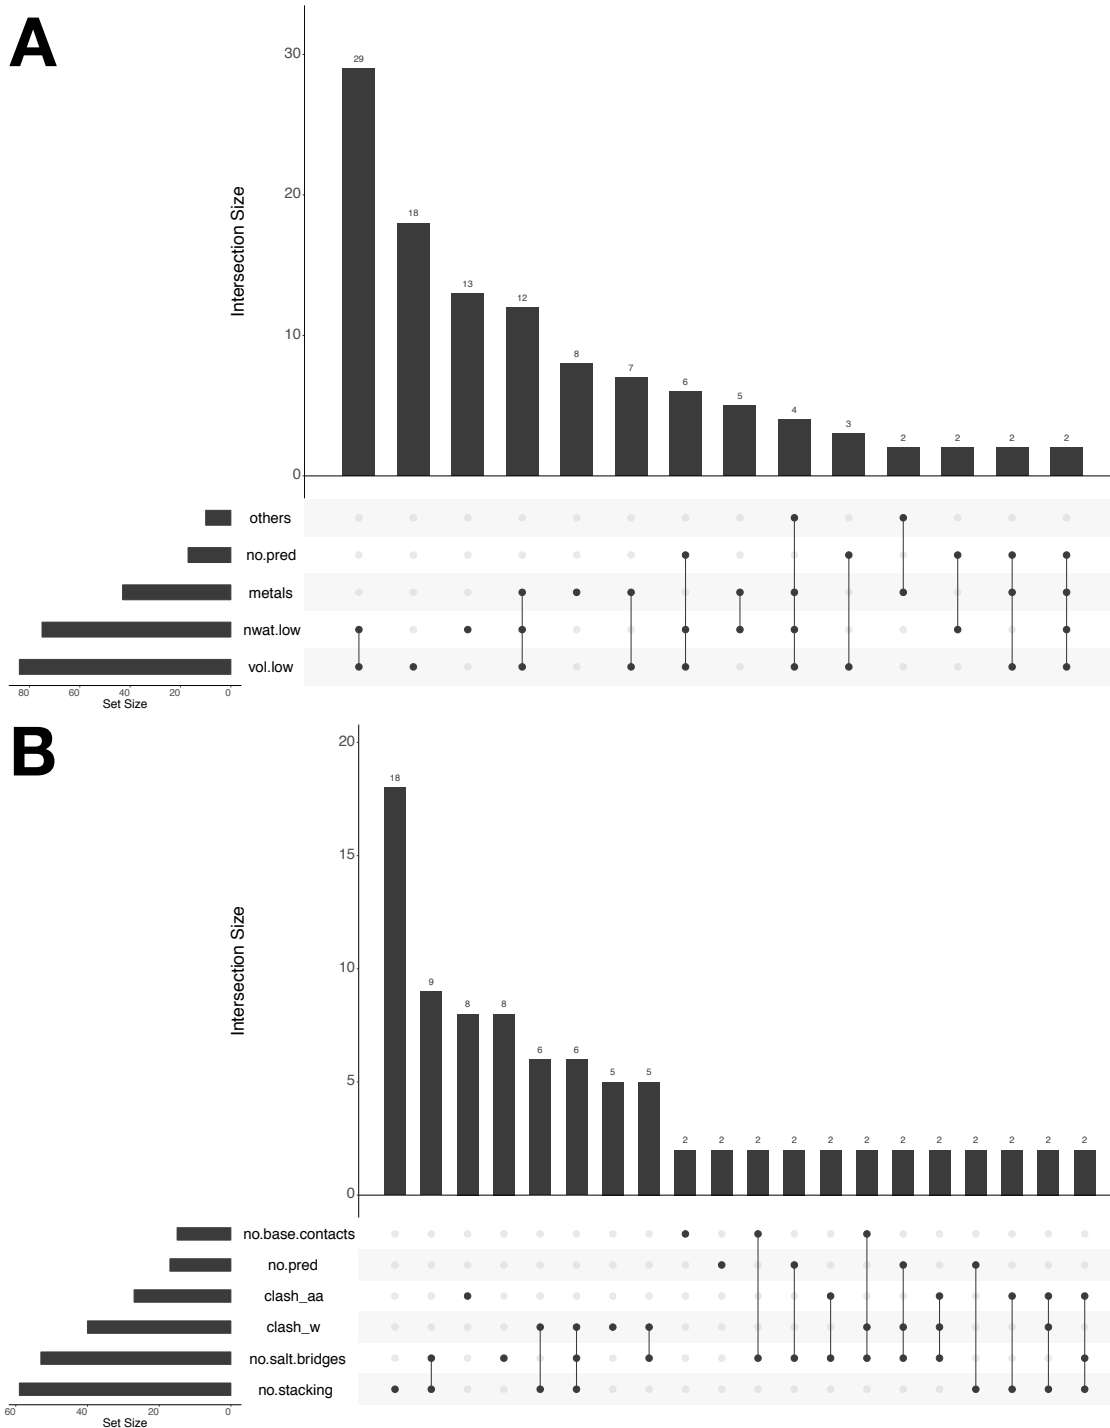 A
Intersection Size
30
20
10
0
29
18
13
12
8
7
6
5
4
3
2
2
2
2
others
no.pred
metals
nwat.low
vol.low
80 60 40 20 0
Set Size
B
Intersection Size
20
15
10
5
0
18
9
8
8
6
6
5
5
2
2
2
2
2
2
2
2
2
2
2
2
no.base.contacts
no.pred
clash_aa
clash_w
no.salt.bridges
no.stacking
60 40 20 0
Set Size